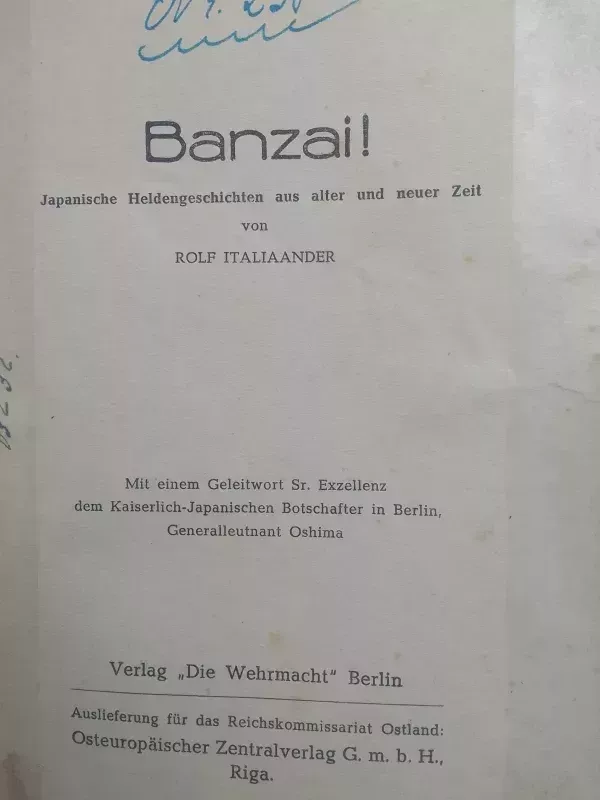 Banzai!
Japanische Heldengeschichten aus alter und neuer Zeit
von
ROLF ITALIAANDER
Mit einem Geleitwort Sr. Exzellenz
dem Kaiserlich-Japanischen Botschafter in Berlin,
Generalleutnant Oshima
Verlag „Die Wehrmacht" Berlin
Auslieferung für das Reichskommissariat Ostland:
Osteuropäischer Zentralverlag G. m. b. H.,
Riga.